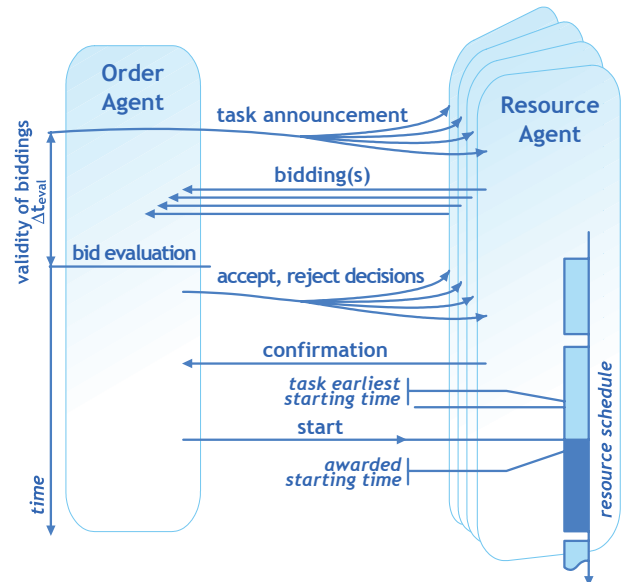 Order
Agent
Resource
Agent
task announcement
bidding(s)
validity of biddings
Δt_eval
bid evaluation
accept, reject decisions
confirmation
task earliest
starting time
start
awarded
starting time
time
resource schedule